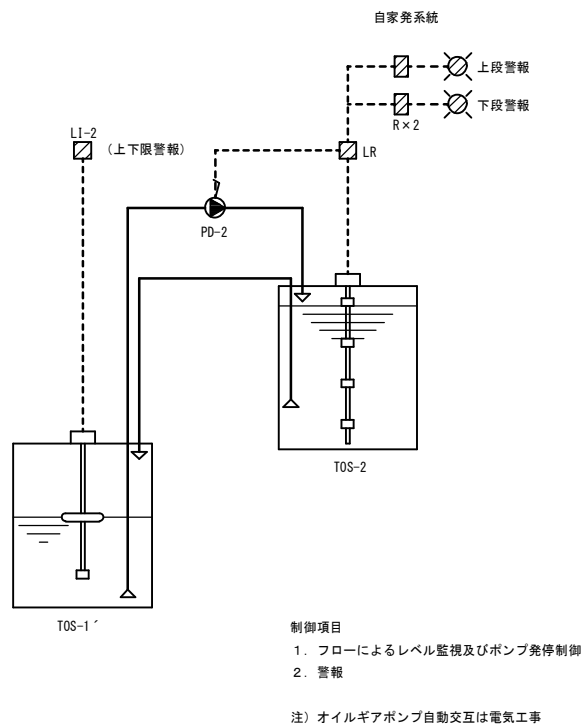 自家発系統
上段警報
下段警報
R×2
LI-2
(上下限警報)
LR
PD-2
TOS-2
TOS-1´
制御項目
1. フローによるレベル監視及びポンプ発停制御
2. 警報
注) オイルギアポンプ自動交互は電気工事